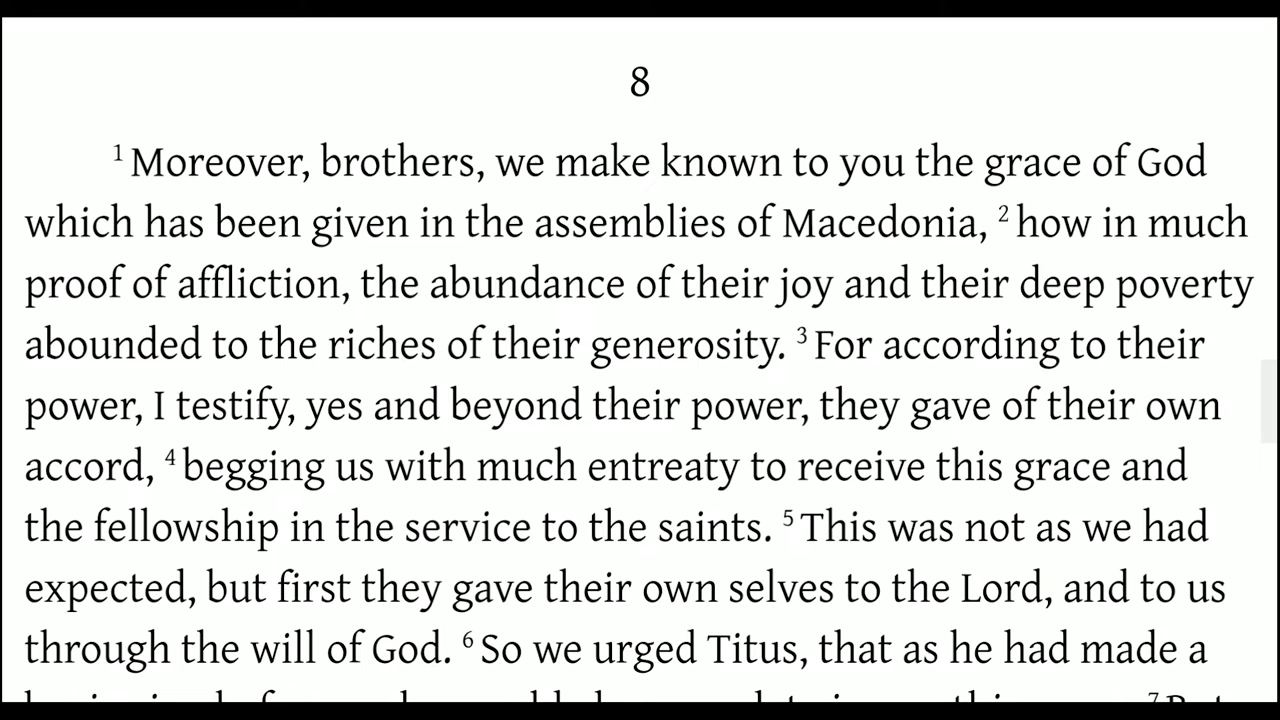 8
1 Moreover, brothers, we make known to you the grace of God
which has been given in the assemblies of Macedonia, 2 how in much
proof of affliction, the abundance of their joy and their deep poverty
abounded to the riches of their generosity. 3 For according to their
power, I testify, yes and beyond their power, they gave of their own
accord, 4 begging us with much entreaty to receive this grace and
the fellowship in the service to the saints. 5 This was not as we had
expected, but first they gave their own selves to the Lord, and to us
through the will of God. 6 So we urged Titus, that as he had made a